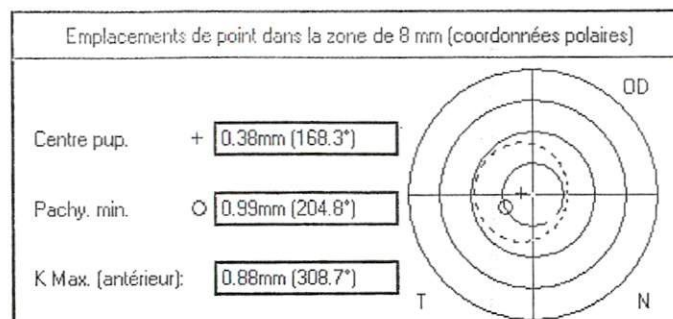 Emplacements de point dans la zone de 8 mm (coordonnées polaires)
OD
Centre pup. + 0.38mm (168.3°)
Pachy. min. O 0.99mm (204.8°)
K Max. (antérieur): 0.88mm (308.7°)
T N